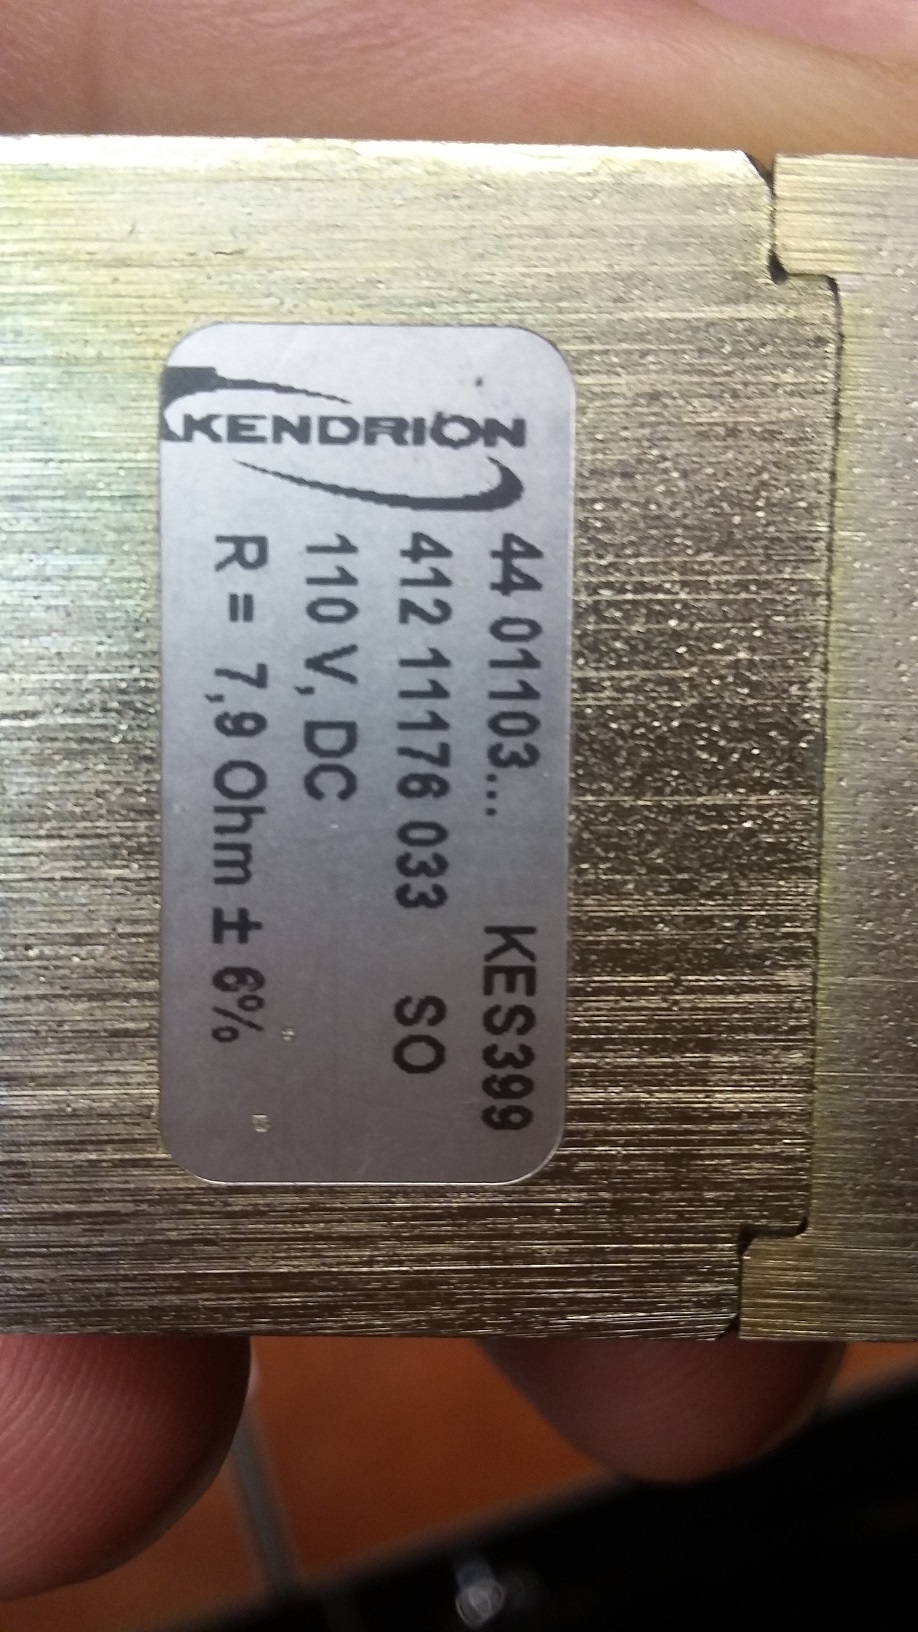 KENDRION
44 01103... KES399
412 11176 033 SO
110 V, DC
R = 7,9 Ohm ± 6%